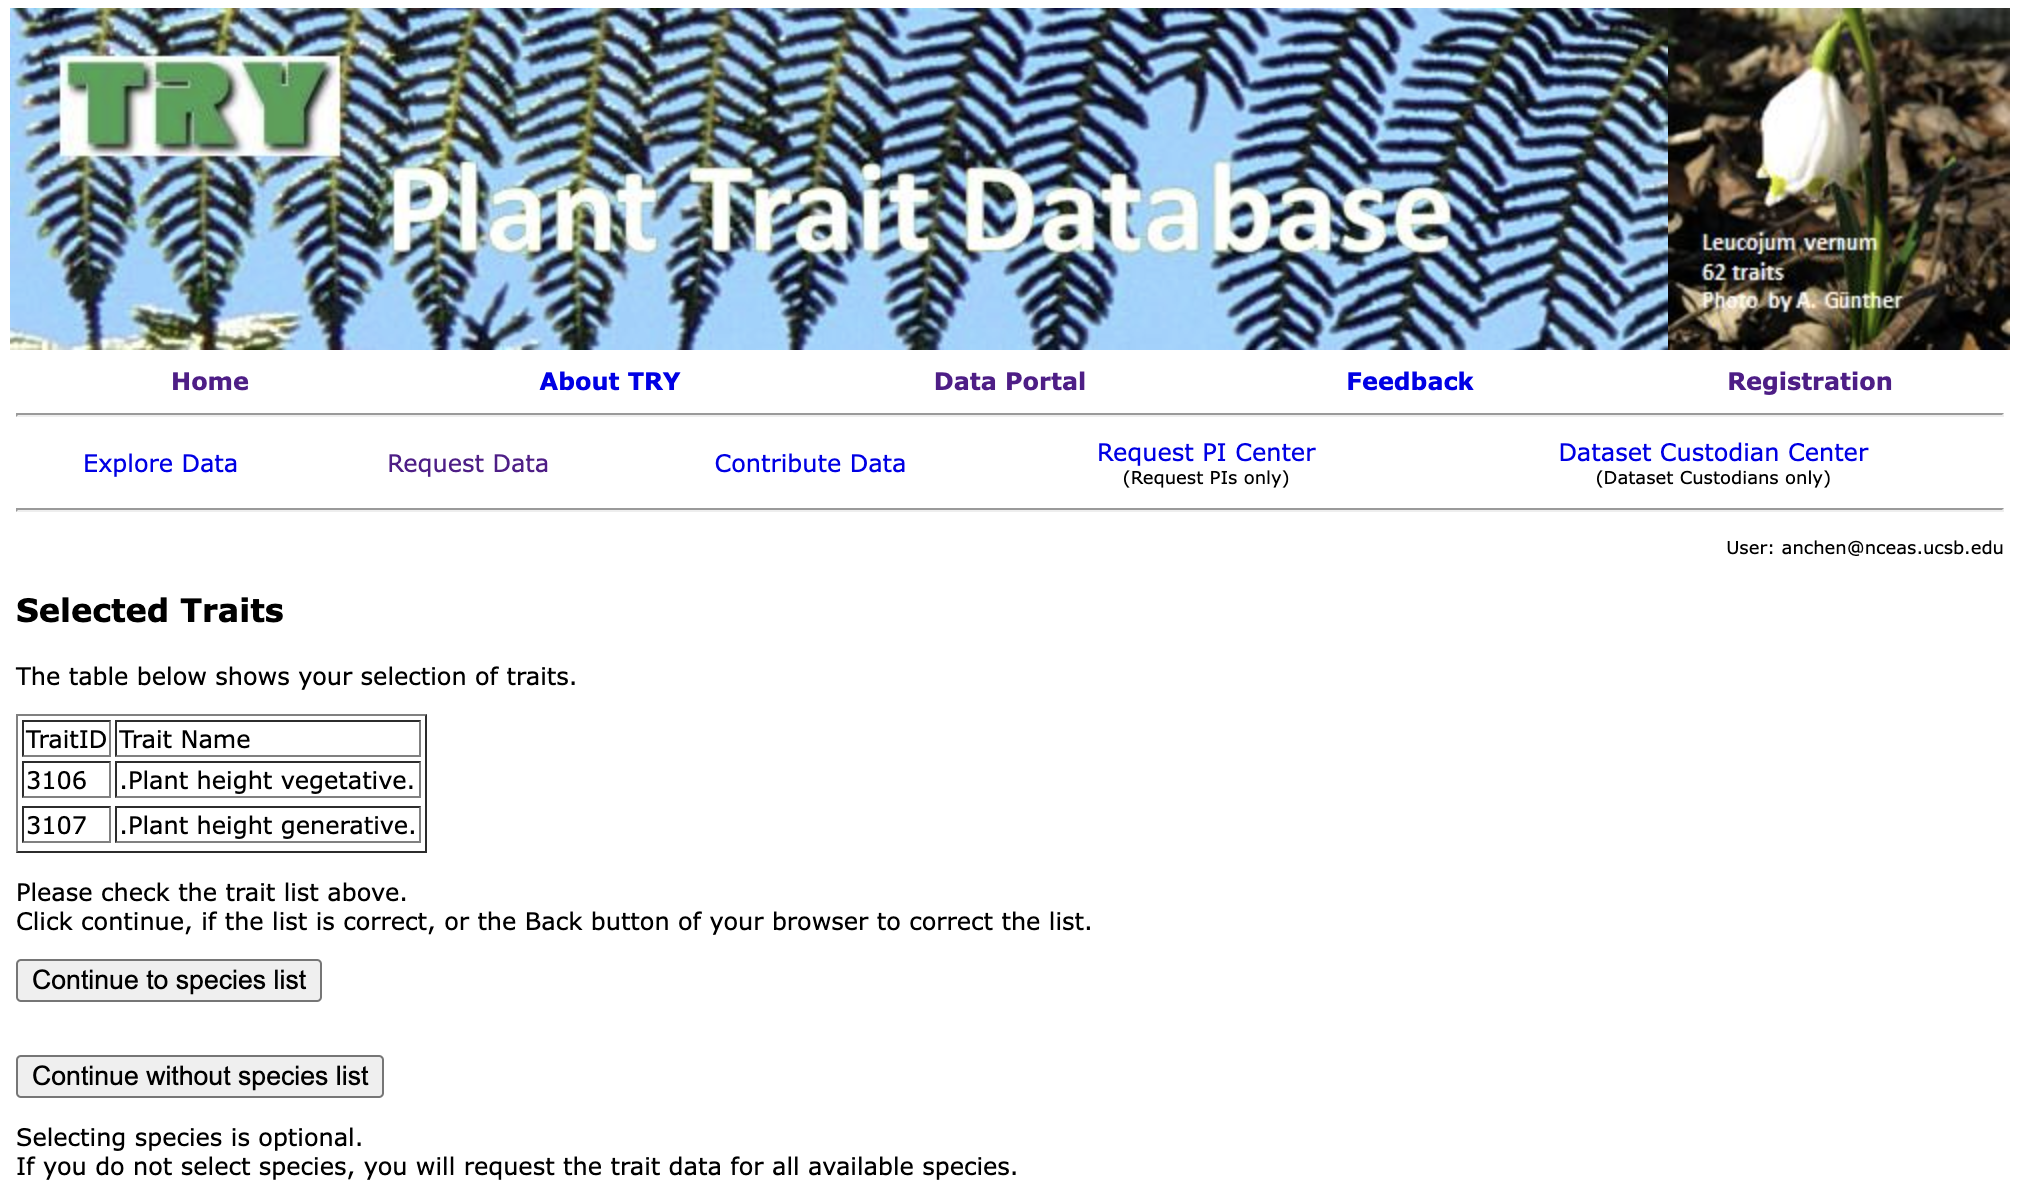 TRY
Plant Trait Database
Leucojum vernum
62 traits
Photo by A. Günther
Home About TRY Data Portal Feedback Registration
Explore Data Request Data Contribute Data Request PI Center Dataset Custodian Center
(Request PIs only) (Dataset Custodians only)
User: anchen@nceas.ucsb.edu
Selected Traits
The table below shows your selection of traits.
TraitID Trait Name
3106 .Plant height vegetative.
3107 .Plant height generative.
Please check the trait list above.
Click continue, if the list is correct, or the Back button of your browser to correct the list.
Continue to species list
Continue without species list
Selecting species is optional.
If you do not select species, you will request the trait data for all available species.